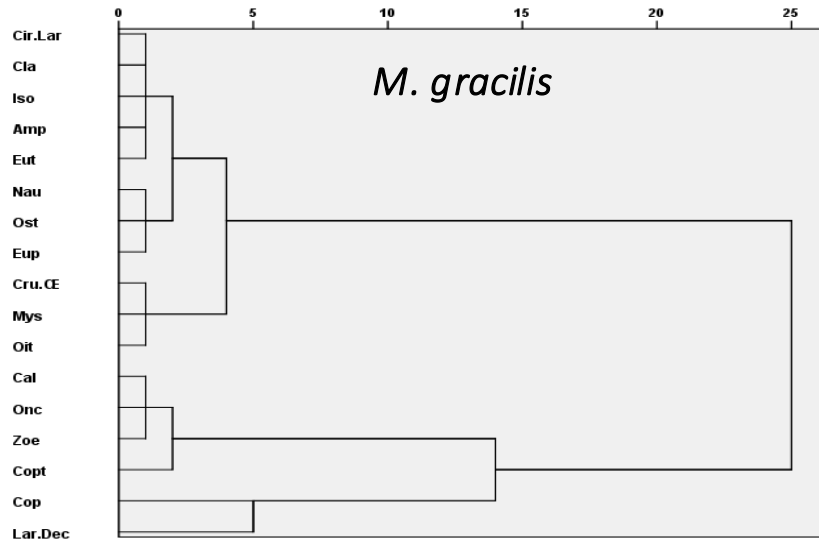 0 5 10 15 20 25
M. gracilis
Cir.Lar
Cla
Iso
Amp
Eut
Nau
Ost
Eup
Cru.Œ
Mys
Oit
Cal
Onc
Zoe
Copt
Cop
Lar.Dec